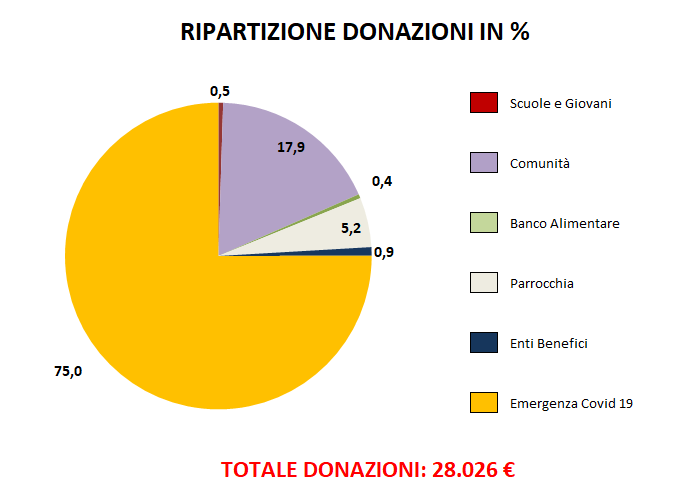 RIPARTIZIONE DONAZIONI IN %
0,5
17,9
0,4
5,2
0,9
75,0
Scuole e Giovani
Comunità
Banco Alimentare
Parrocchia
Enti Benefici
Emergenza Covid 19
TOTALE DONAZIONI: 28.026 €